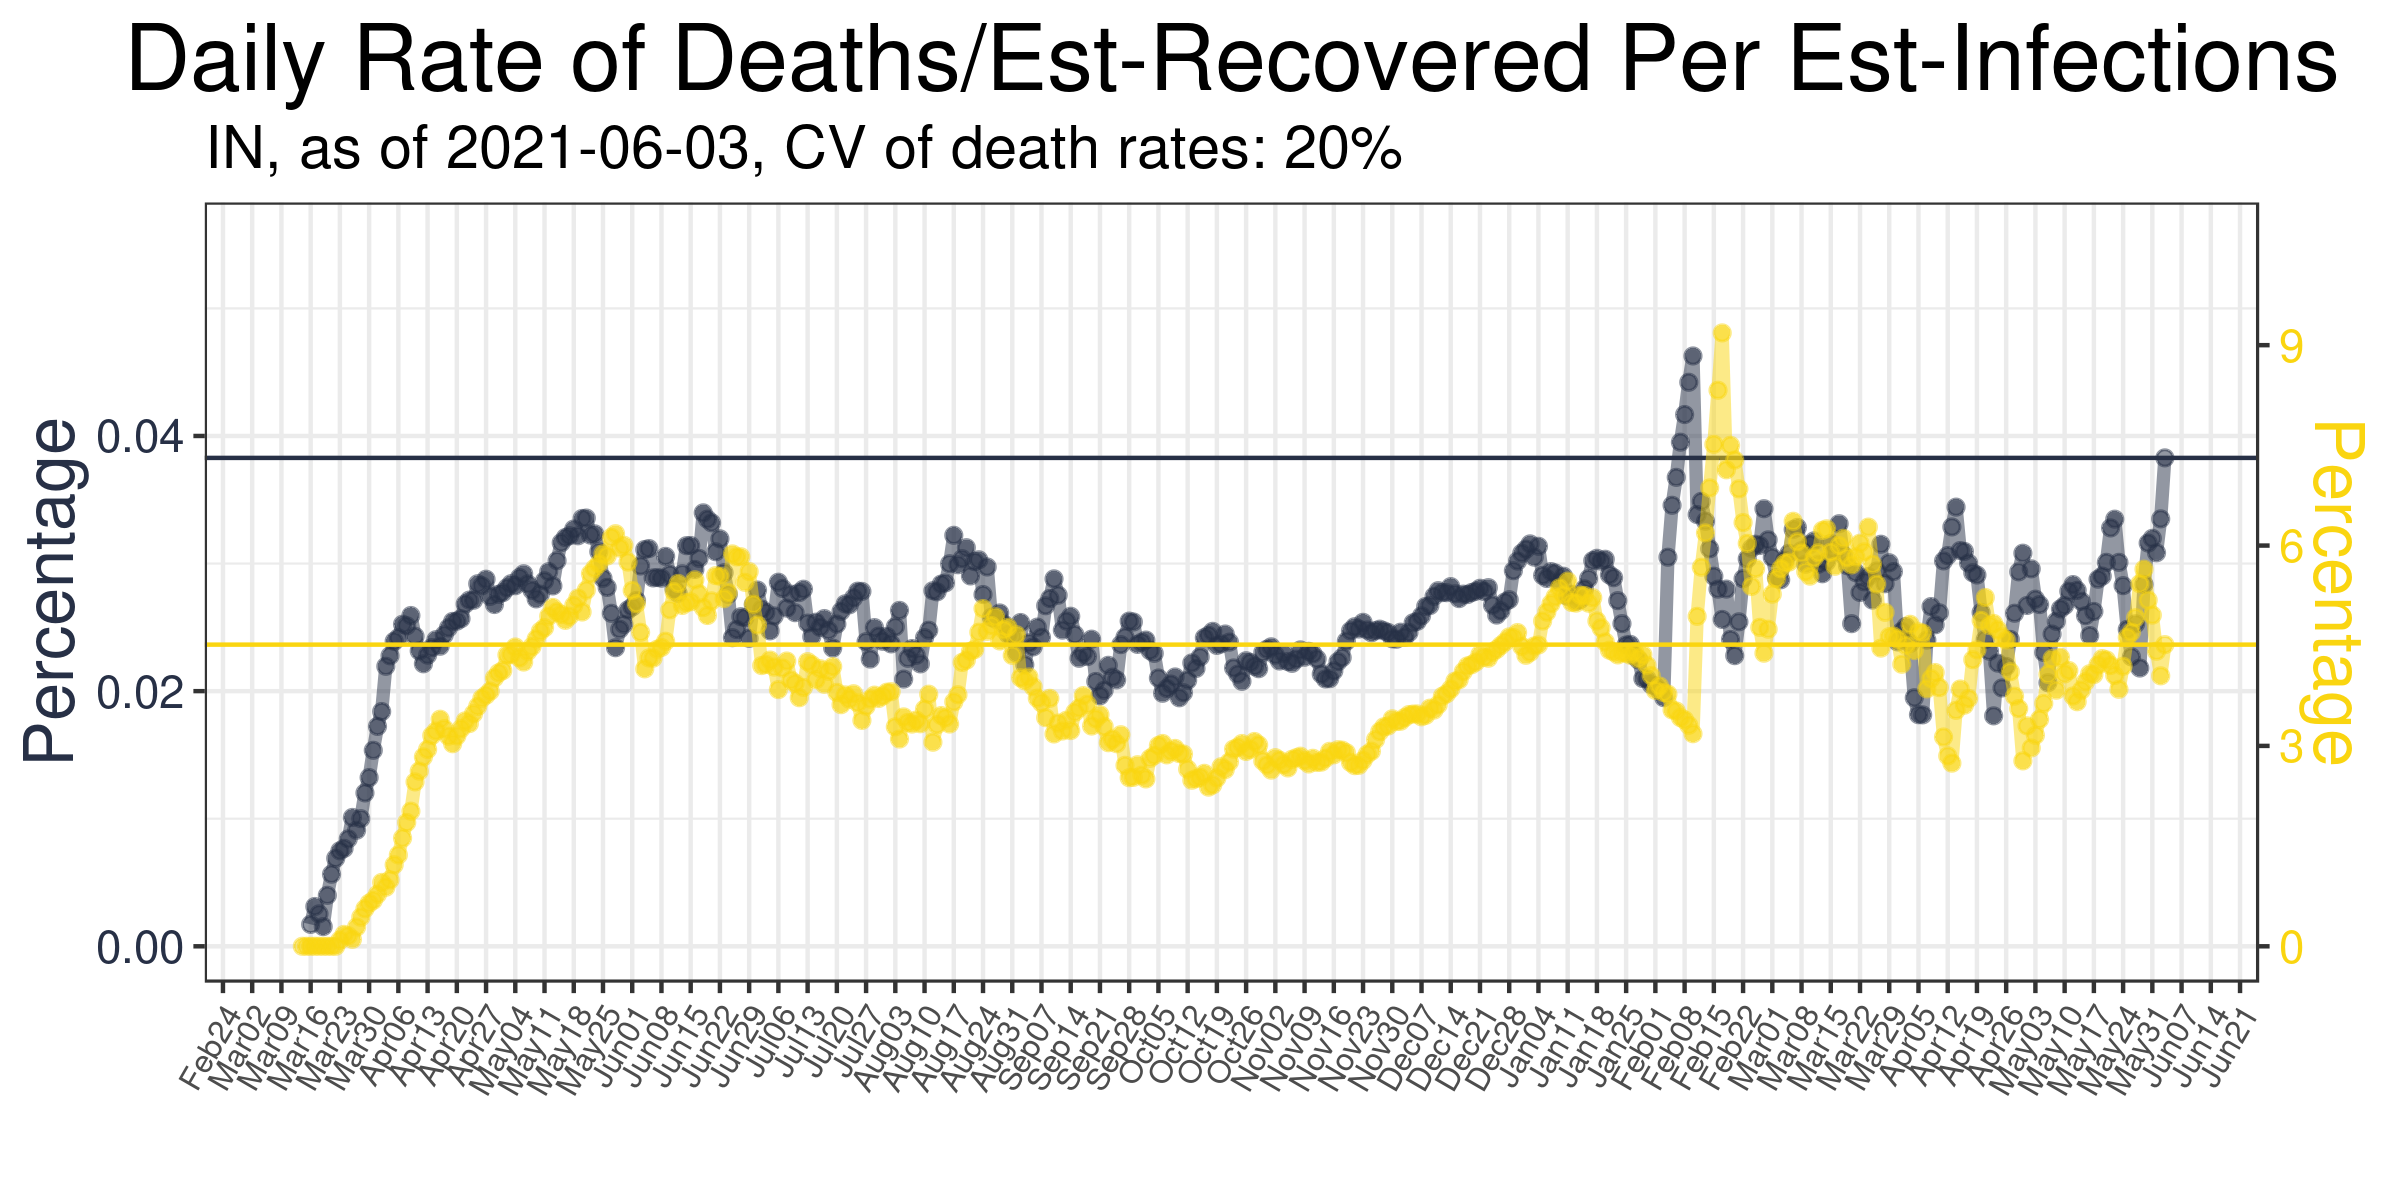 Daily Rate of Deaths/Est-Recovered Per Est-Infections
IN, as of 2021-06-03, CV of death rates: 20%
Percentage
0.04
0.02
0.00
9
6
3
0
Percentage
Feb24
Mar02
Mar09
Mar16
Mar23
Mar30
Apr06
Apr13
Apr20
Apr27
May04
May11
May18
May25
Jun01
Jun08
Jun15
Jun22
Jun29
Jul06
Jul13
Jul20
Jul27
Aug03
Aug10
Aug17
Aug24
Aug31
Sep07
Sep14
Sep21
Sep28
Oct05
Oct12
Oct19
Oct26
Nov02
Nov09
Nov16
Nov23
Nov30
Dec07
Dec14
Dec21
Dec28
Jan04
Jan11
Jan18
Jan25
Feb01
Feb08
Feb15
Feb22
Mar01
Mar08
Mar15
Mar22
Mar29
Apr05
Apr12
Apr19
Apr26
May03
May10
May17
May24
May31
Jun07
Jun14
Jun21